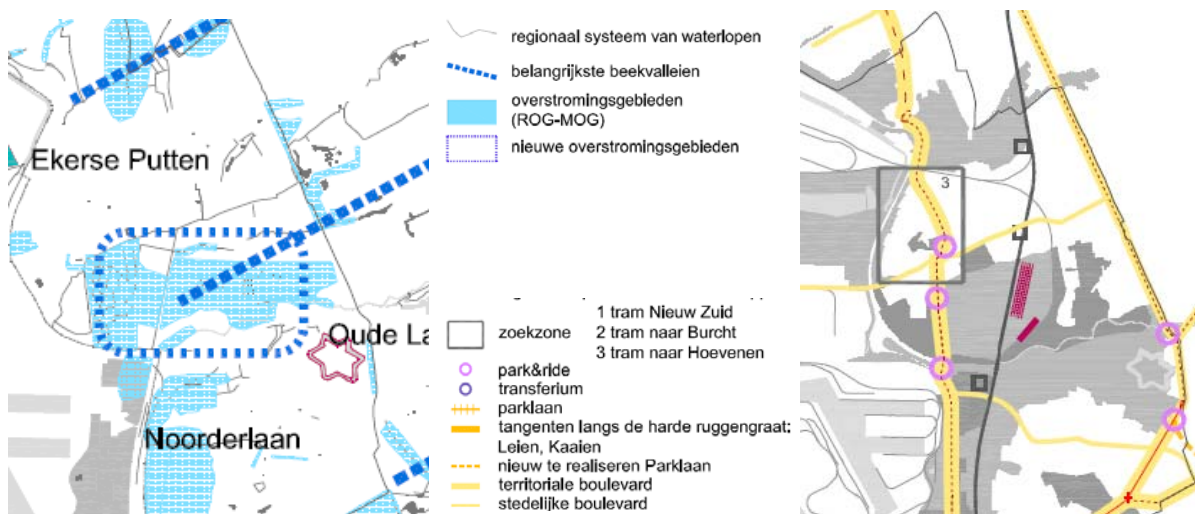 Ekerse Putten
Oude La
Noorderlaan
regionaal systeem van waterlopen
belangrijkste beekvalleien
overstromingsgebieden
(ROG-MOG)
nieuwe overstromingsgebieden
zoekzone
1 tram Nieuw Zuid
2 tram naar Burcht
3 tram naar Hoevenen
park&ride
transferium
parklaan
tangenten langs de harde ruggengraat:
Leien, Kaaien
nieuw te realiseren Parklaan
territoriale boulevard
stedelijke boulevard
3